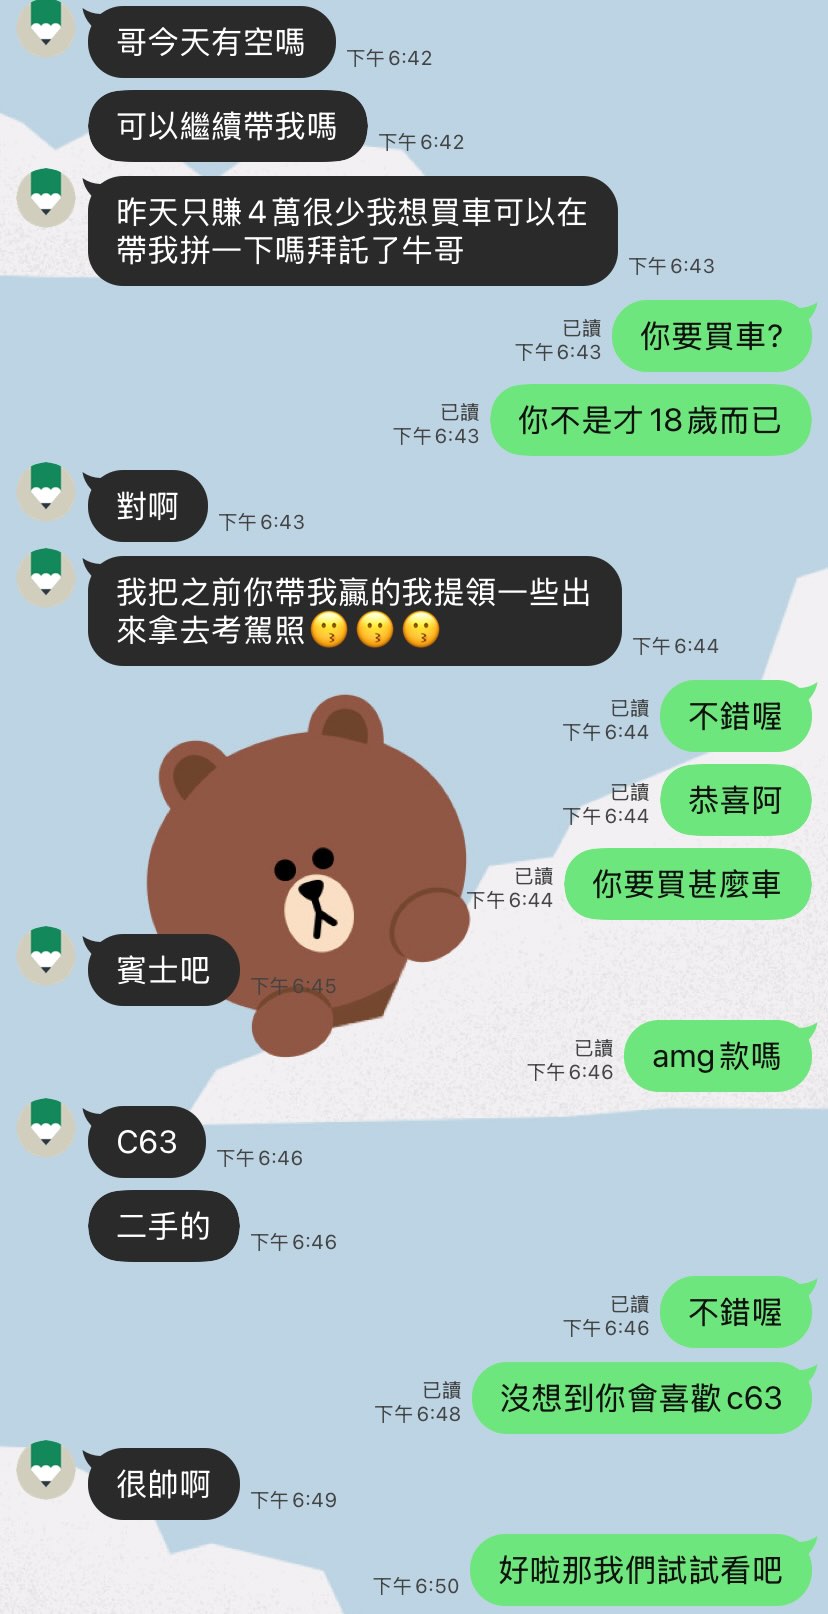 哥今天有空嗎
下午6:42
可以繼續帶我嗎
下午6:42
昨天只賺4萬很少我想買車可以在
帶我拼一下嗎拜託了牛哥
下午6:43
已讀
下午6:43
你要買車?
已讀
下午6:43
你不是才18歲而已
對啊
下午6:43
我把之前你帶我贏的我提領一些出
來拿去考駕照😗😗😗
下午6:44
已讀
下午6:44
不錯喔
已讀
下午6:44
恭喜阿
已讀
下午6:44
你要買甚麼車
賓士吧
下午6:45
已讀
下午6:46
amg款嗎
C63
下午6:46
二手的
下午6:46
已讀
下午6:46
不錯喔
已讀
下午6:48
沒想到你會喜歡c63
很帥啊
下午6:49
下午6:50
好啦那我們試試看吧